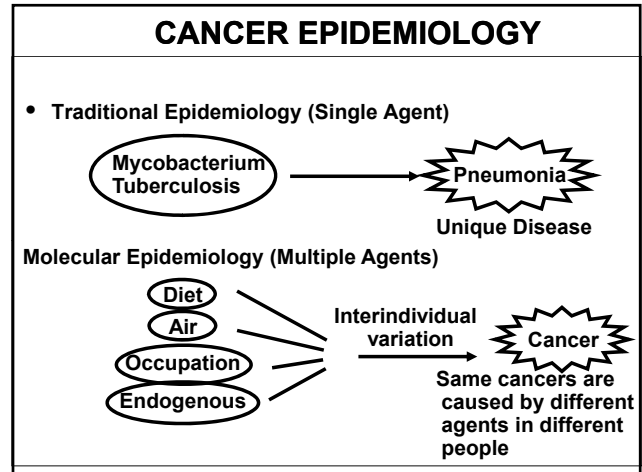 CANCER EPIDEMIOLOGY
• Traditional Epidemiology (Single Agent)
Mycobacterium
Tuberculosis
Pneumonia
Unique Disease
Molecular Epidemiology (Multiple Agents)
Diet
Air
Occupation
Endogenous
Interindividual
variation
Cancer
Same cancers are
caused by different
agents in different
people